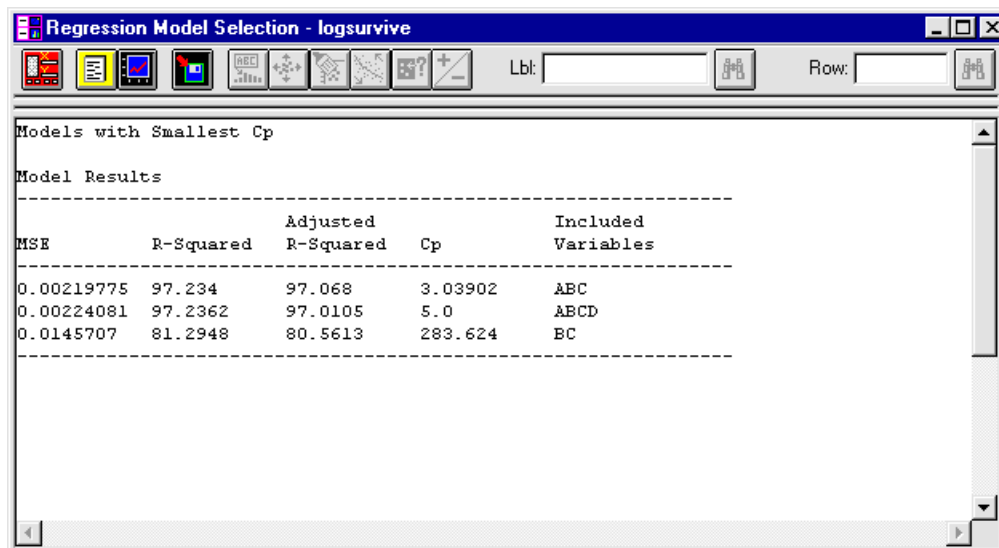 Regression Model Selection - logsurvive
Lbl: Row:
Models with Smallest Cp
Model Results
--------------------------------------------------------------------------
Adjusted Included
MSE R-Squared R-Squared Cp Variables
--------------------------------------------------------------------------
0.00219775 97.234 97.068 3.03902 ABC
0.00224081 97.2362 97.0105 5.0 ABCD
0.0145707 81.2948 80.5613 283.624 BC
--------------------------------------------------------------------------